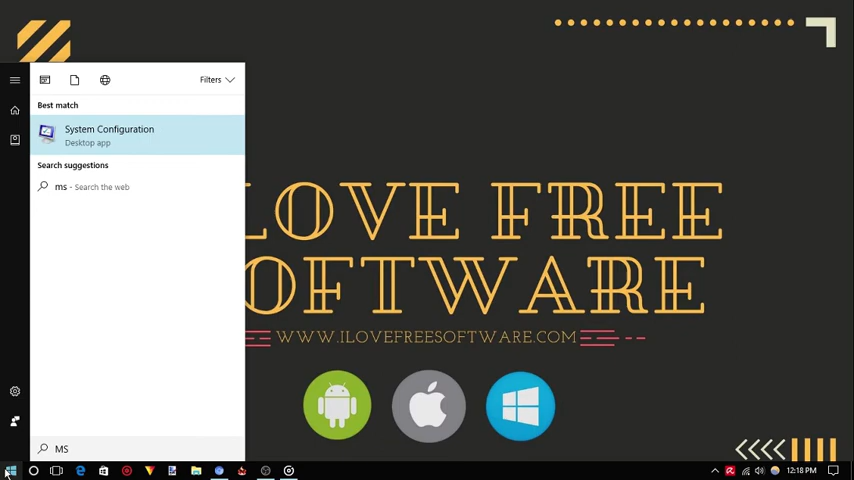 Filters
Best match
System Configuration
Desktop app
Search suggestions
ms - Search the web
LOVE FREE
OFTWARE
WWW.ILOVEFREESOFTWARE.COM
MS
12:18 PM